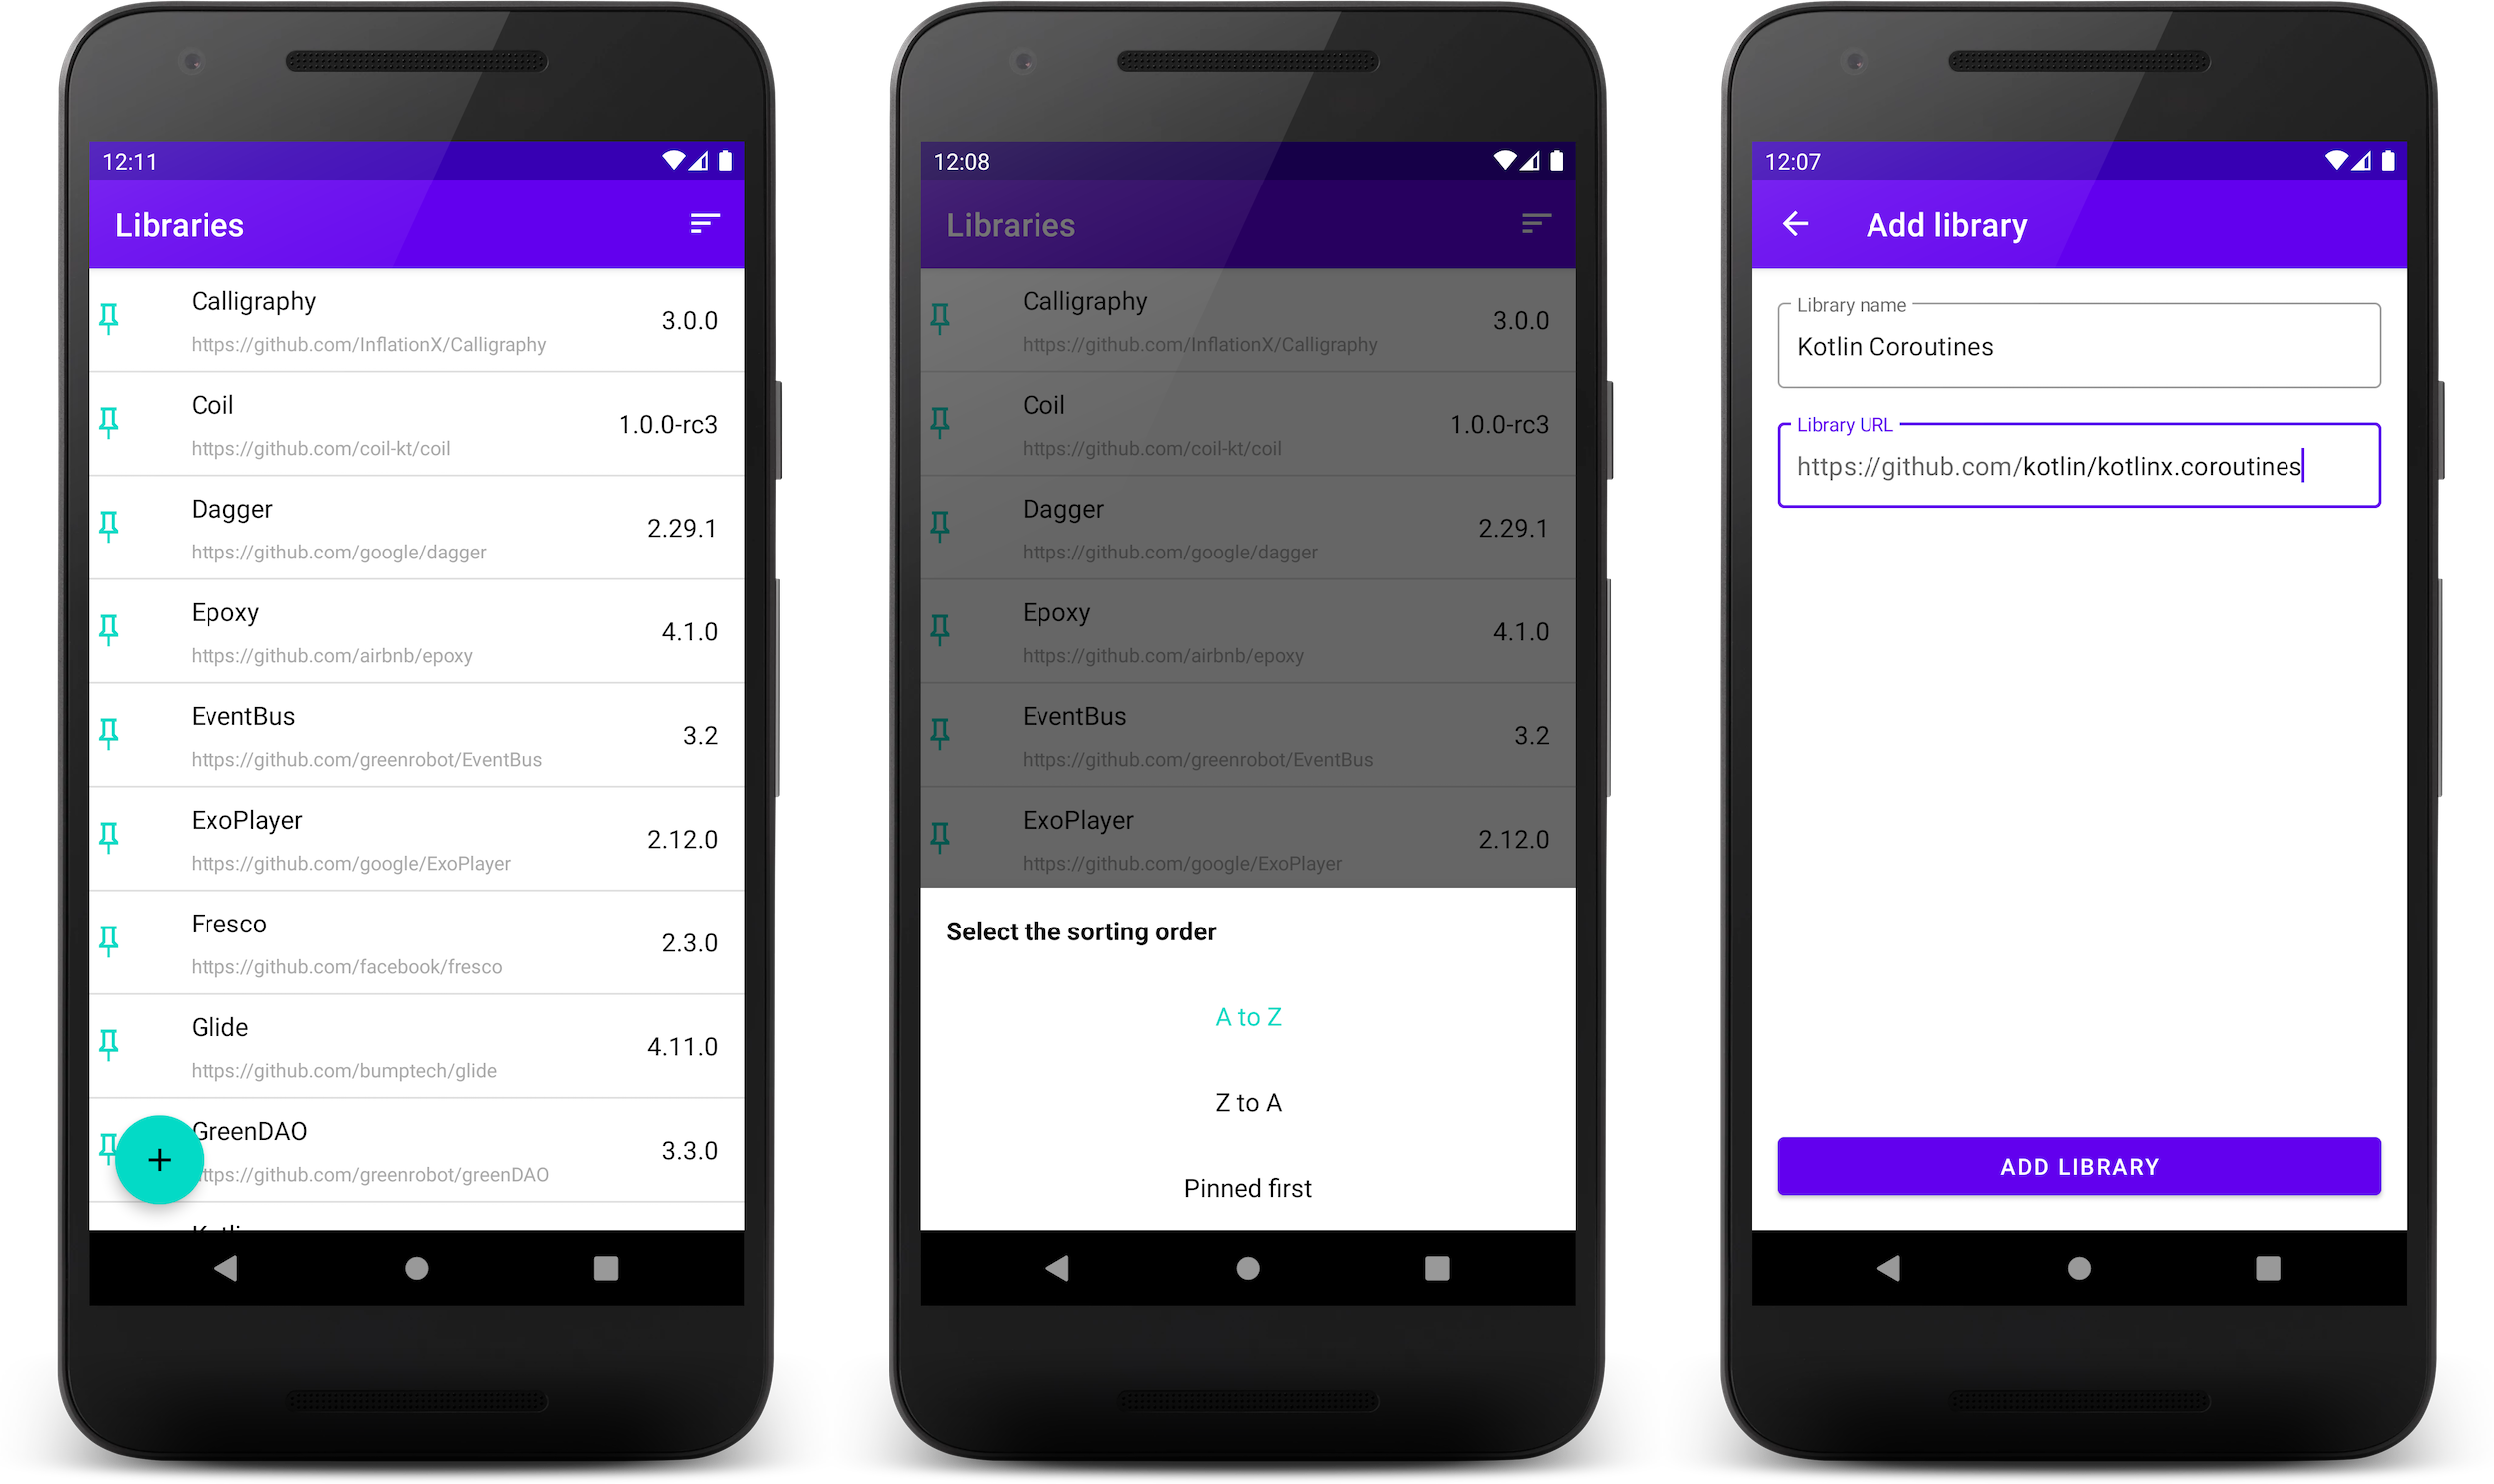 12:11
Libraries
Calligraphy
3.0.0
https://github.com/InflationX/Calligraphy
Coil
1.0.0-rc3
https://github.com/coil-kt/coil
Dagger
2.29.1
https://github.com/google/dagger
Epoxy
4.1.0
https://github.com/airbnb/epoxy
EventBus
3.2
https://github.com/greenrobot/EventBus
ExoPlayer
2.12.0
https://github.com/google/ExoPlayer
Fresco
2.3.0
https://github.com/facebook/fresco
Glide
4.11.0
https://github.com/bumptech/glide
GreenDAO
3.3.0
ttps://github.com/greenrobot/greenDAO
12:08
Libraries
Calligraphy
3.0.0
https://github.com/InflationX/Calligraphy
Coil
1.0.0-rc3
https://github.com/coil-kt/coil
Dagger
2.29.1
https://github.com/google/dagger
Epoxy
4.1.0
https://github.com/airbnb/epoxy
EventBus
3.2
https://github.com/greenrobot/EventBus
ExoPlayer
2.12.0
https://github.com/google/ExoPlayer
Select the sorting order
A to Z
Z to A
Pinned first
12:07
Add library
Library name
Kotlin Coroutines
Library URL
https://github.com/kotlin/kotlinx.coroutines
ADD LIBRARY